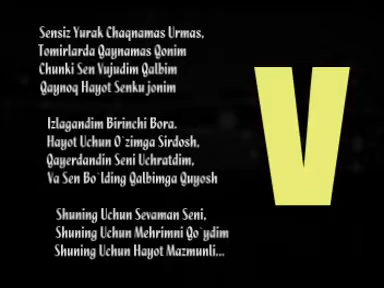 Sensiz Yurak Chaqnamas Urmas,
Tomirlarda Qaynamas Qonim
Chunki Sen Vujudim Qalbim
Qaynoq Hayot Senku jonim
Izlagandim Birinchi Bora.
Hayot Uchun O`zimga Sirdosh,
Qayerdandin Seni Uchratdim,
Va Sen Bo`lding Qalbimga Quyosh
Shuning Uchun Sevaman Seni,
Shuning Uchun Mehrimni Qo`ydim
Shuning Uchun Hayot Mazmunli...
V